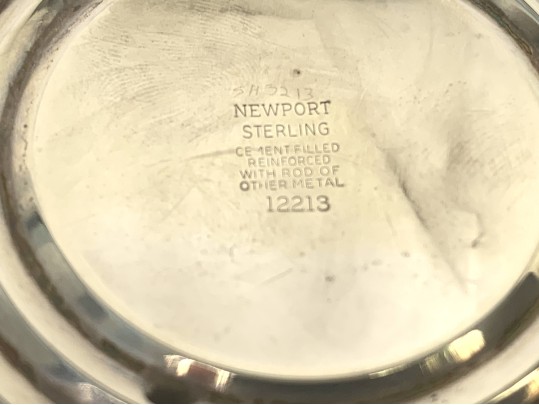 NEWPORT
STERLING
CEMENT FILLED
REINFORCED
WITH ROD OF
OTHER METAL
12213